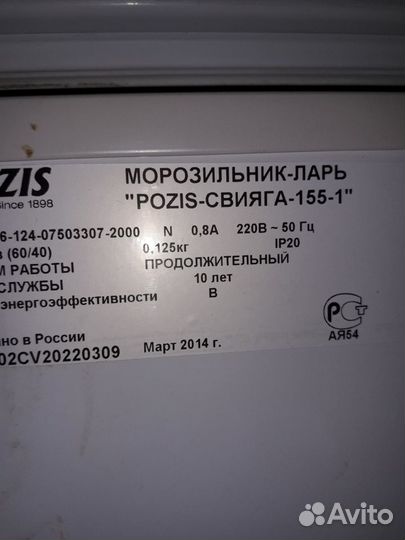 ZIS
since 1898
МОРОЗИЛЬНИК-ЛАРЬ
"POZIS-СВИЯГА-155-1"
6-124-07503307-2000 N 0,8А 220В ~ 50 Гц
в (60/40) 0,125кг IP20
М РАБОТЫ ПРОДОЛЖИТЕЛЬНЫЙ
СЛУЖБЫ 10 лет
энергоэффективности В
но в России
02CV20220309 Март 2014 г.
РСТ
АЯ54
Avito